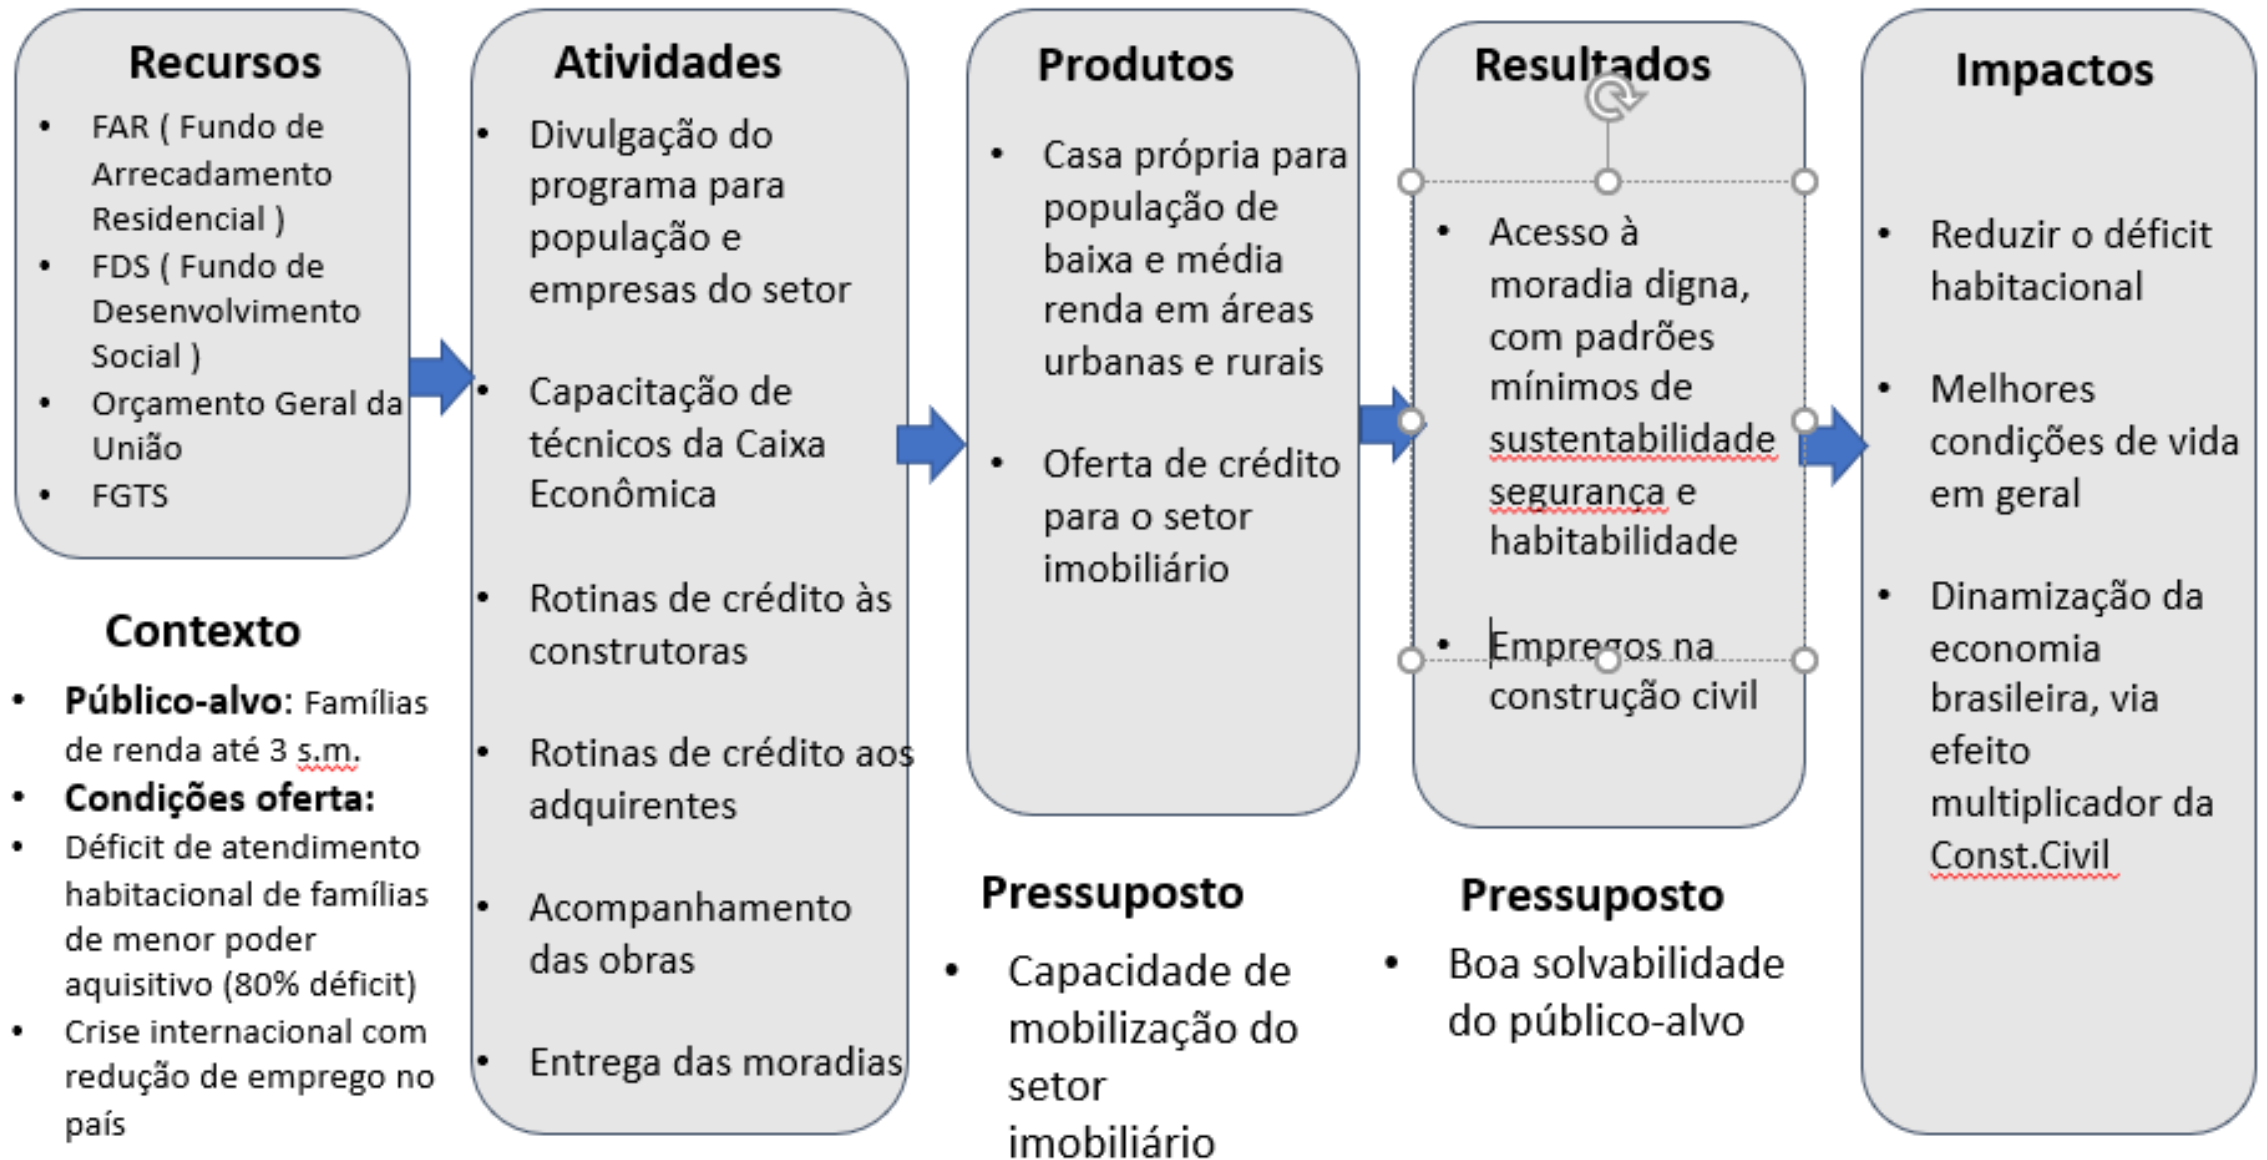 Recursos
• FAR ( Fundo de
Arrecadamento
Residencial )
• FDS ( Fundo de
Desenvolvimento
Social )
• Orçamento Geral da
União
• FGTS
Contexto
• Público-alvo: Famílias
de renda até 3 s.m.
• Condições oferta:
• Déficit de atendimento
habitacional de famílias
de menor poder
aquisitivo (80% déficit)
• Crise internacional com
redução de emprego no
país
Atividades
• Divulgação do
programa para
população e
empresas do setor
• Capacitação de
técnicos da Caixa
Econômica
• Rotinas de crédito às
construtoras
• Rotinas de crédito aos
adquirentes
• Acompanhamento
das obras
• Entrega das moradias
Produtos
• Casa própria para
população de
baixa e média
renda em áreas
urbanas e rurais
• Oferta de crédito
para o setor
imobiliário
Pressuposto
• Capacidade de
mobilização do
setor
imobiliário
Resultados
• Acesso à
moradia digna,
com padrões
mínimos de
sustentabilidade
segurança e
habitabilidade
• Empregos na
construção civil
Pressuposto
• Boa solvabilidade
do público-alvo
Impactos
• Reduzir o déficit
habitacional
• Melhores
condições de vida
em geral
• Dinamização da
economia
brasileira, via
efeito
multiplicador da
Const.Civil